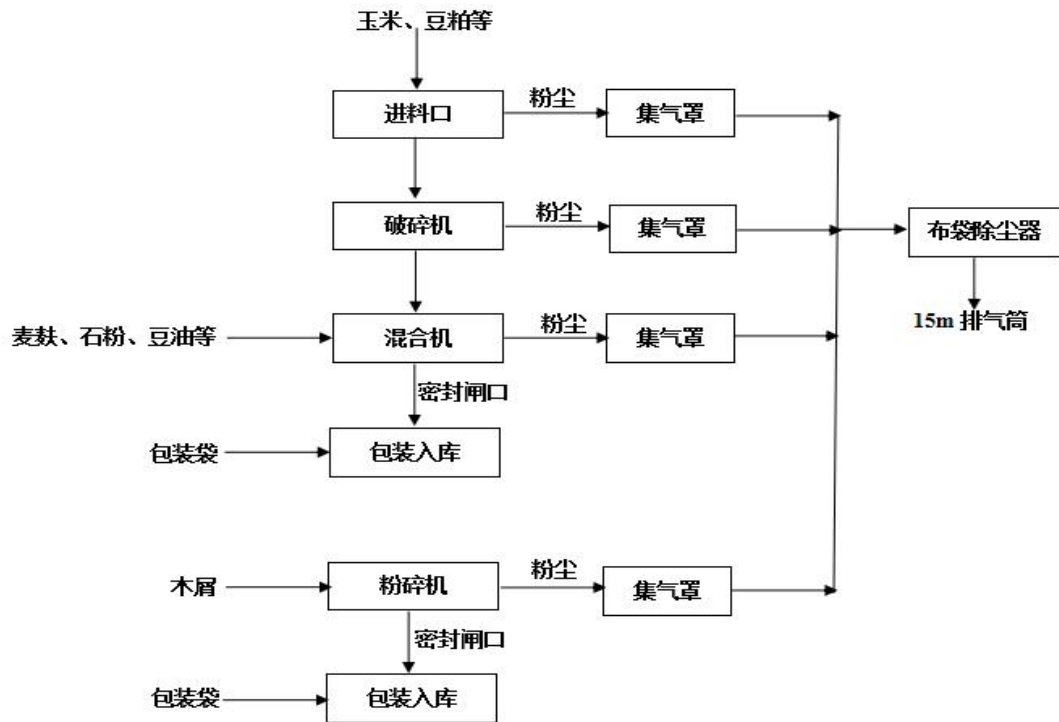 玉米、豆粕等
进料口
粉尘
集气罩
破碎机
粉尘
集气罩
布袋除尘器
麦麸、石粉、豆油等
混合机
粉尘
集气罩
15m 排气筒
密封闸口
包装袋
包装入库
木屑
粉碎机
粉尘
集气罩
密封闸口
包装袋
包装入库